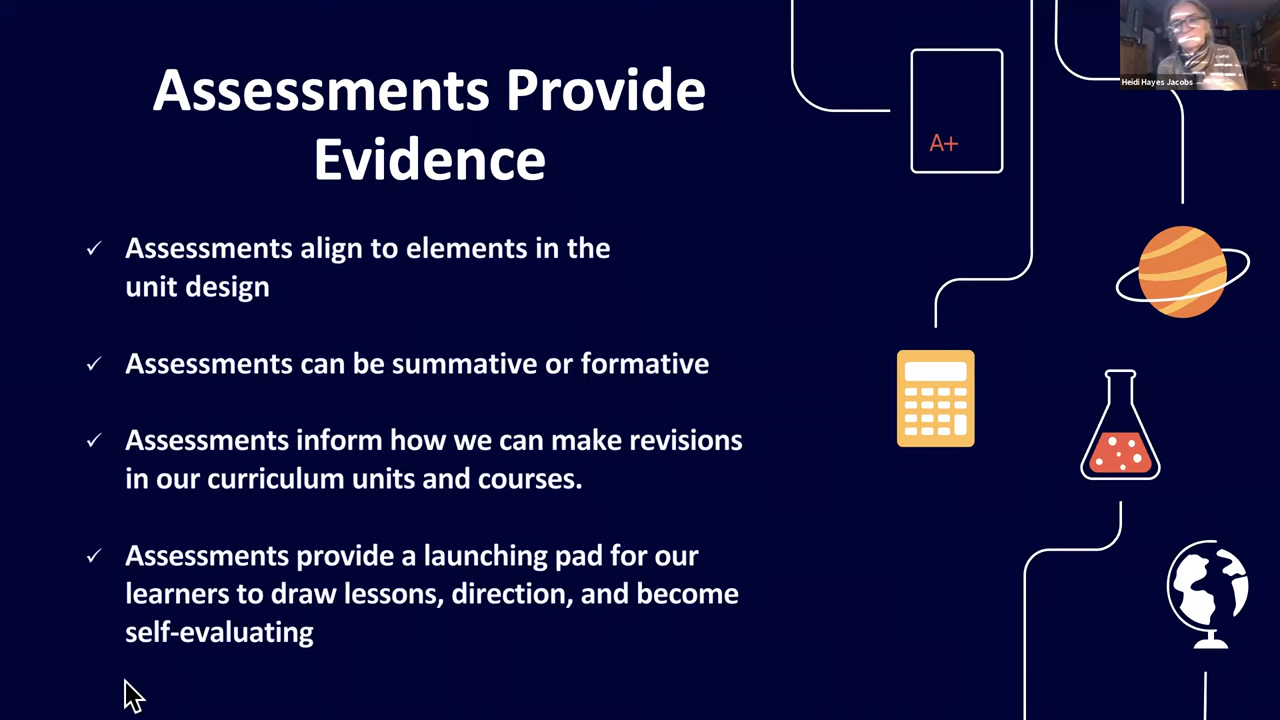 Assessments Provide
Evidence
✓ Assessments align to elements in the
unit design
✓ Assessments can be summative or formative
✓ Assessments inform how we can make revisions
in our curriculum units and courses.
✓ Assessments provide a launching pad for our
learners to draw lessons, direction, and become
self-evaluating
A+
Heidi Hayes Jacobs